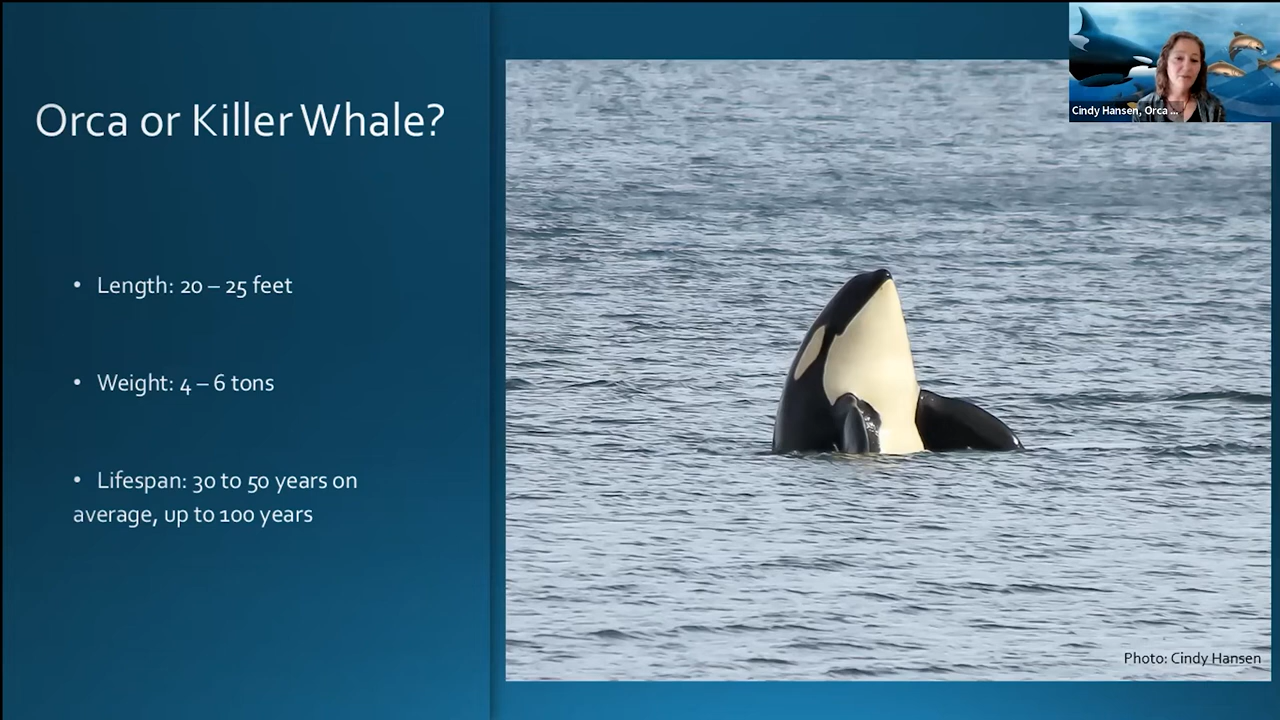 Orca or Killer Whale?
• Length: 20 – 25 feet
• Weight: 4 – 6 tons
• Lifespan: 30 to 50 years on
average, up to 100 years
Cindy Hansen, Orca ...
Photo: Cindy Hansen